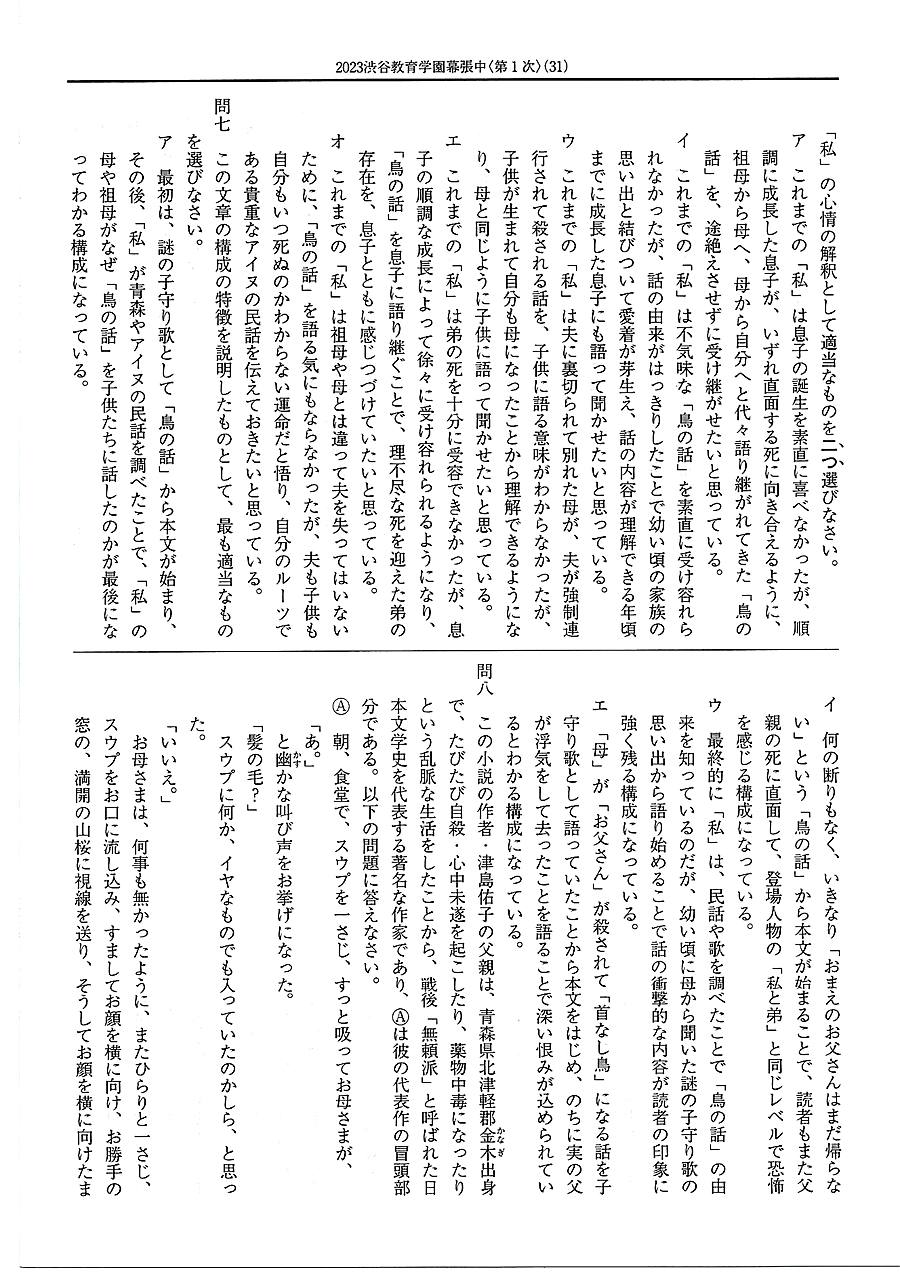 2023渋谷教育学園幕張中〈第1次〉(31)
「私」の心情の解釈として適当なものを二つ選びなさい。
ア　これまでの「私」は息子の誕生を素直に喜べなかったが、順
調に成長した息子が、いずれ直面する死に向き合えるように、
祖母から母へ、母から自分へと代々語り継がれてきた「鳥の
話」を、途絶えさせずに受け継がせたいと思っている。
イ　これまでの「私」は不気味な「鳥の話」を素直に受け容れら
れなかったが、話の由来がはっきりしたことで幼い頃の家族の
思い出と結びついて愛着が芽生え、話の内容が理解できる年頃
までに成長した息子にも語って聞かせたいと思っている。
ウ　これまでの「私」は夫に裏切られて別れた母が、夫が強制連
行されて殺される話を、子供に語る意味がわからなかったが、
子供が生まれて自分も母になったことから理解できるようにな
り、母と同じように子供に語って聞かせたいと思っている。
エ　これまでの「私」は弟の死を十分に受容できなかったが、息
子の順調な成長によって徐々に受け容れられるようになり、
「鳥の話」を息子に語り継ぐことで、理不尽な死を迎えた弟の
存在を、息子とともに感じつづけていたいと思っている。
オ　これまでの「私」は祖母や母とは違って夫を失ってはいない
ために、「鳥の話」を語る気にもならなかったが、夫も子供も
自分もいつ死ぬのかわからない運命だと悟り、自分のルーツで
ある貴重なアイヌの民話を伝えておきたいと思っている。
問七　この文章の構成の特徴を説明したものとして、最も適当なもの
を選びなさい。
ア　最初は、謎の子守り歌として「鳥の話」から本文が始まり、
その後、「私」が青森やアイヌの民話を調べたことで、「私」の
母や祖母がなぜ「鳥の話」を子供たちに話したのかが最後にな
ってわかる構成になっている。
イ　何の断りもなく、いきなり「おまえのお父さんはまだ帰らな
い」という「鳥の話」から本文が始まることで、読者もまた父
親の死に直面して、登場人物の「私と弟」と同じレベルで恐怖
を感じる構成になっている。
ウ　最終的に「私」は、民話や歌を調べたことで「鳥の話」の由
来を知っているのだが、幼い頃に母から聞いた謎の子守り歌の
思い出から語り始めることで話の衝撃的な内容が読者の印象に
強く残る構成になっている。
エ　「母」が「お父さん」が殺されて「首なし鳥」になる話を子
守り歌として語っていたことから本文をはじめ、のちに実の父
が浮気をして去ったことを語ることで深い恨みが込められてい
るとわかる構成になっている。
問八　この小説の作者・津島佑子の父親は、青森県北津軽郡金木出身
かなぎ
で、たびたび自殺・心中未遂を起こしたり、薬物中毒になったり
という乱脈な生活をしたことから、戦後「無頼派」と呼ばれた日
本文学史を代表する著名な作家であり、Ⓐは彼の代表作の冒頭部
分である。以下の問題に答えなさい。
Ⓐ　朝、食堂で、スウプを一さじ、すっと吸ってお母さまが、
「あ。」
と幽かな叫び声をお挙げになった。
かす
「髪の毛？」
スウプに何か、イヤなものでも入っていたのかしら、と思っ
た。
「いいえ。」
お母さまは、何事も無かったように、またひらりと一さじ、
スウプをお口に流し込み、すましてお顔を横に向け、お勝手の
窓の、満開の山桜に視線を送り、そうしてお顔を横に向けたま